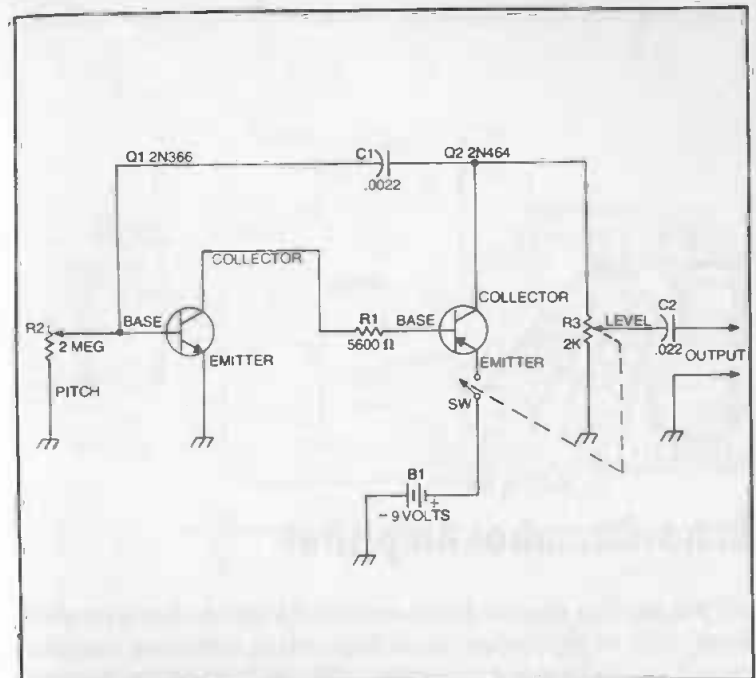 Q1 2N366
C1
.0022
Q2 2N464
COLLECTOR
R2
BASE
2 MEG
EMITTER
PITCH
R1
5600 Ω
BASE
COLLECTOR
EMITTER
SW
R3
2K
LEVEL
C2
.022
OUTPUT
B1
+
- 9 VOLTS